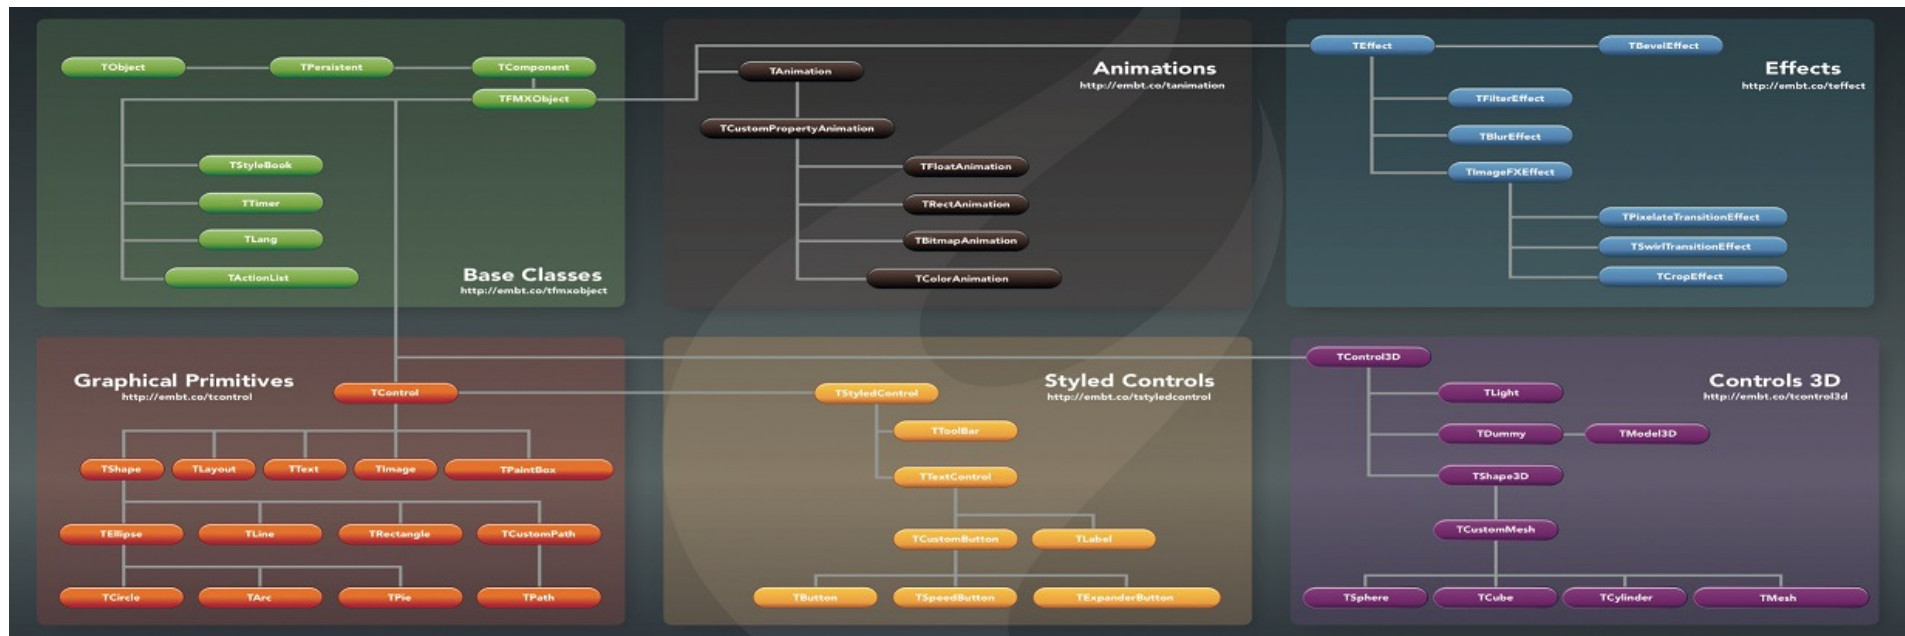 TObject
TPersistent
TComponent
TFMXObject
TStyleBook
TTimer
TLang
TActionList
Base Classes
http://embt.co/tfmxobject
TAnimation
Animations
http://embt.co/tanimation
TCustomPropertyAnimation
TFloatAnimation
TRectAnimation
TBitmapAnimation
TColorAnimation
TEffect
TBevelEffect
Effects
http://embt.co/teffect
TFilterEffect
TBlurEffect
TImageFXEffect
TPixelateTransitionEffect
TSwirlTransitionEffect
TCropEffect
Graphical Primitives
http://embt.co/tcontrol
TControl
TShape
TLayout
TText
TImage
TPaintBox
TEllipse
TLine
TRectangle
TCustomPath
TCircle
TArc
TPie
TPath
TStyledControl
Styled Controls
http://embt.co/tstyledcontrol
TToolBar
TTextControl
TCustomButton
TLabel
TButton
TSpeedButton
TExpanderButton
TControl3D
Controls 3D
http://embt.co/tcontrol3d
TLight
TDummy
TModel3D
TShape3D
TCustomMesh
TSphere
TCube
TCylinder
TMesh